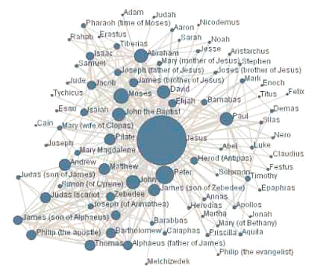 Adam
Judah
Pharaoh (time of Moses)
Nicodemus
Aaron
Rahab
Erastus
Sarah
Noah
Tiberias
Jesse
Isaac
Abraham
Aristarchus
Samuel
Mary (mother of Jesus)
Stephen
Joseph (father of Jesus)
Joses (brother of Jesus)
Jude
Jacob
James (brother of Jesus)
Mark
Enoch
Tychicus
Moses
David
Titus
Felix
Elijah
Barnabas
Esau
Isaiah
John the Baptist
Demas
Paul
Silas
Cain
Mary (wife of Clopas)
Pilate
Jesus
Nero
Joseph
Abel
Luke
Mary Magdalene
Claudius
Andrew
Herod (Antipas)
Matthew
Peter
Solomon
Festus
Judas (son of James)
Timothy
Simon (of Cyrene)
John
James (son of Zebedee)
Epaphras
Judas Iscariot
Zebedee
Annas
Joseph (of Arimathea)
Herodias
Apollos
Martha
Jonah
James (son of Alphaeus)
Barabbas
Mary (of Bethany)
Philip (the apostle)
Bartholomew
Caiaphas
Priscilla
Aquila
Thomas
Alphaeus (father of James)
Philip (the evangelist)
Melchizedek